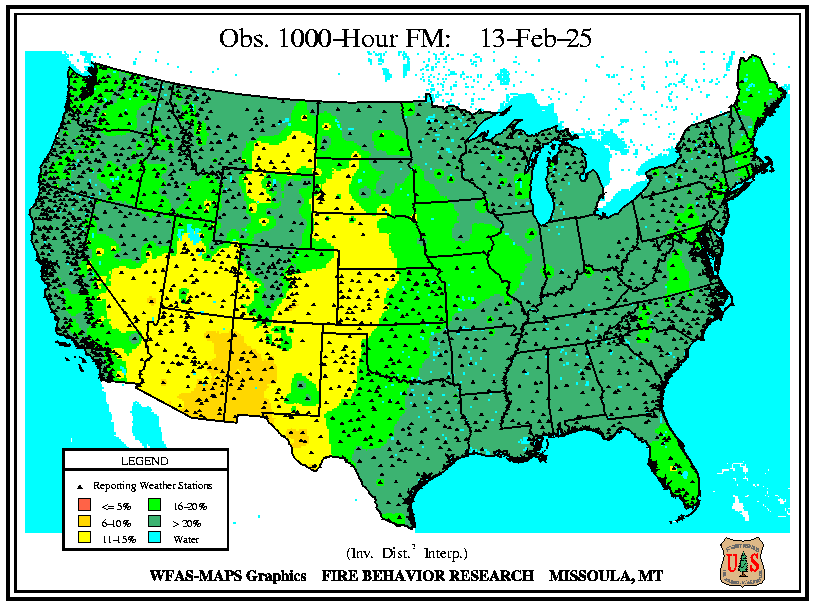 Obs. 1000-Hour FM: 13-Feb-25
LEGEND
Reporting Weather Stations
<= 5% 16-20%
6-10% > 20%
11-15% Water
(Inv. Dist.² Interp.)
WFAS-MAPS Graphics FIRE BEHAVIOR RESEARCH MISSOULA, MT
U S